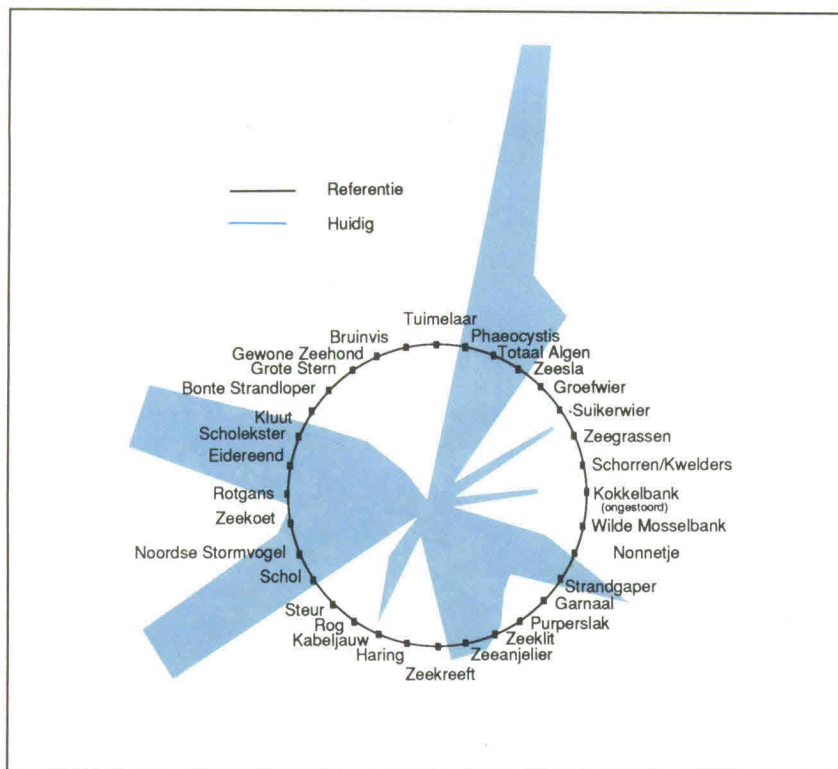 Referentie
Huidig
Tuimelaar
Bruinvis
Phaeocystis
Gewone Zeehond
Totaal Algen
Grote Stern
Zeesla
Bonte Strandloper
Groefwier
Kluut
Suikerwier
Scholekster
Zeegrassen
Eidereend
Schorren/Kwelders
Rotgans
Kokkelbank
(ongestoord)
Zeekoet
Wilde Mosselbank
Noordse Stormvogel
Nonnetje
Schol
Strandgaper
Steur
Garnaal
Rog
Purperslak
Kabeljauw
Zeeklit
Haring
Zeeanjelier
Zeekreeft